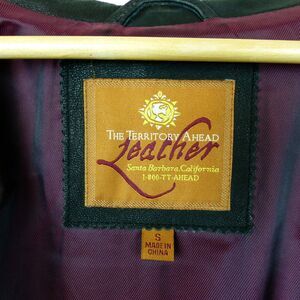 THE TERRITORY AHEAD
Leather
Santa Barbara, California
1-800-TT-AHEAD
S
MADE IN
CHINA